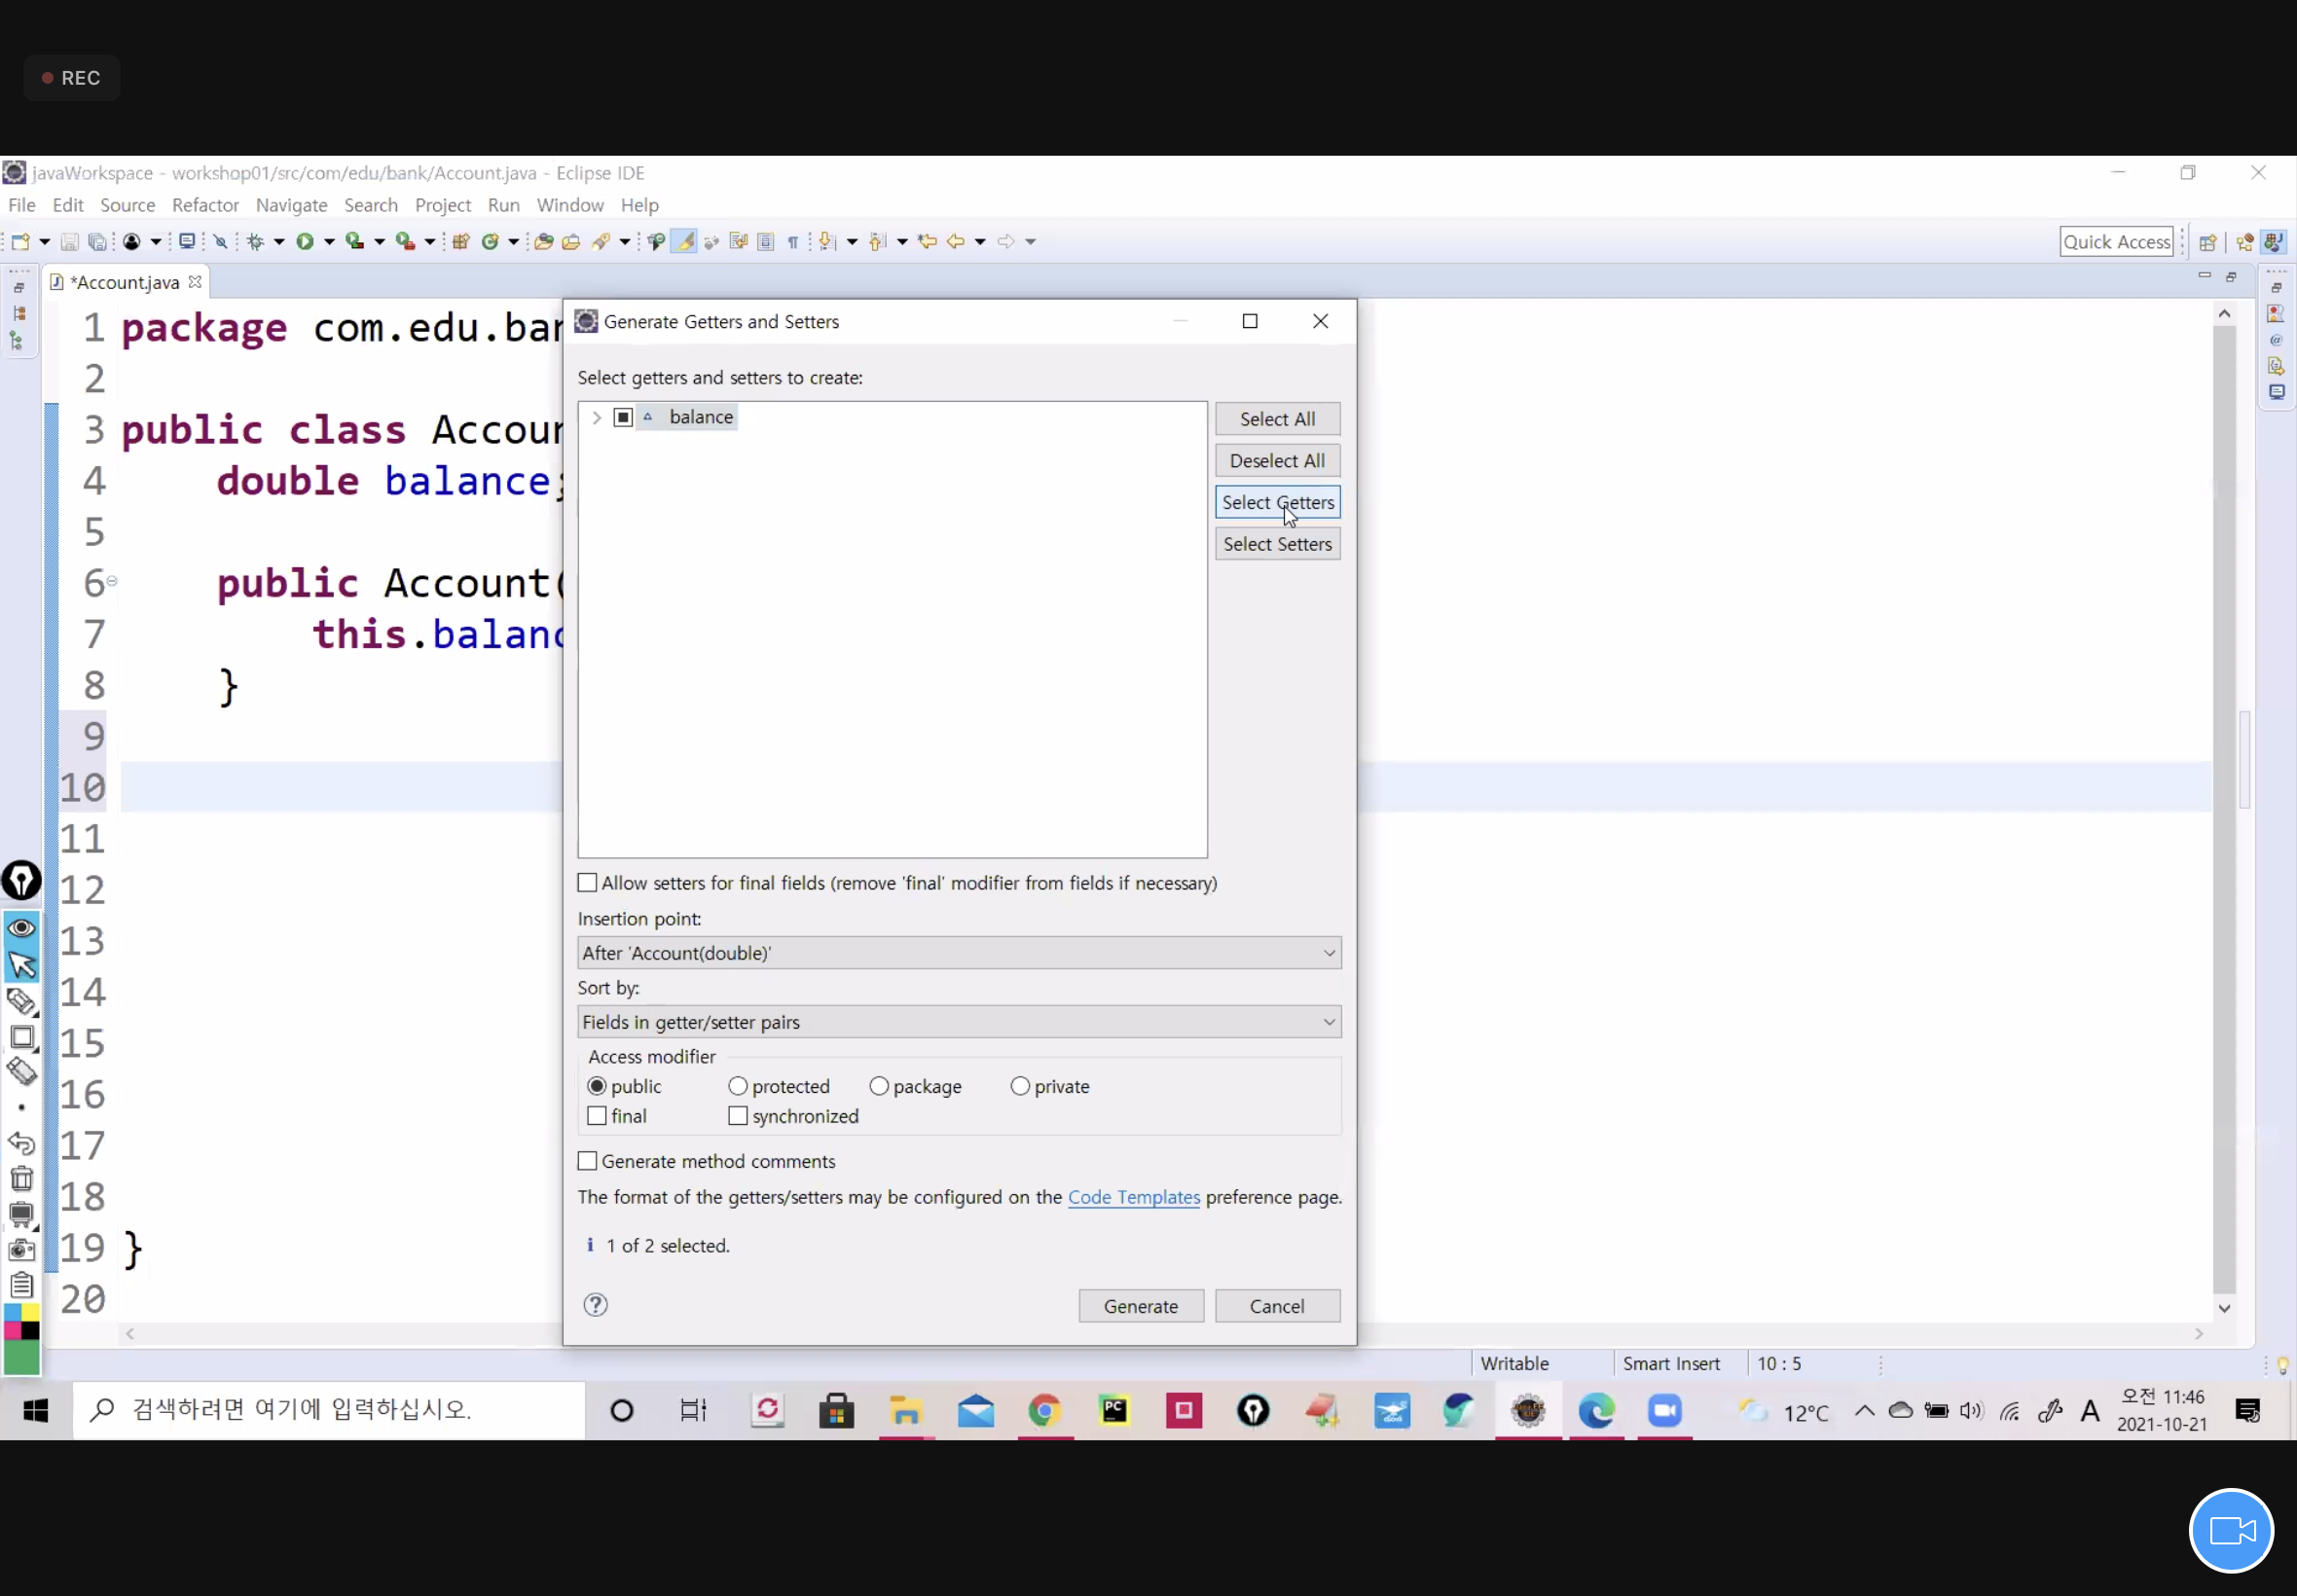 REC
javaWorkspace - workshop01/src/com/edu/bank/Account.java - Eclipse IDE
File Edit Source Refactor Navigate Search Project Run Window Help
Quick Access
*Account.java
1 package com.edu.ban
2
3 public class Accoun
4 double balance;
5
6 public Account(
7 this.balanc
8 }
9
10
11
12
13
14
15
16
17
18
19 }
20
Generate Getters and Setters
Select getters and setters to create:
balance
Select All
Deselect All
Select Getters
Select Setters
Allow setters for final fields (remove 'final' modifier from fields if necessary)
Insertion point:
After 'Account(double)'
Sort by:
Fields in getter/setter pairs
Access modifier
public protected package private
final synchronized
Generate method comments
The format of the getters/setters may be configured on the Code Templates preference page.
i 1 of 2 selected.
? Generate Cancel
Writable Smart Insert 10 : 5
검색하려면 여기에 입력하십시오.
PC
12°C
A
오전 11:46
2021-10-21